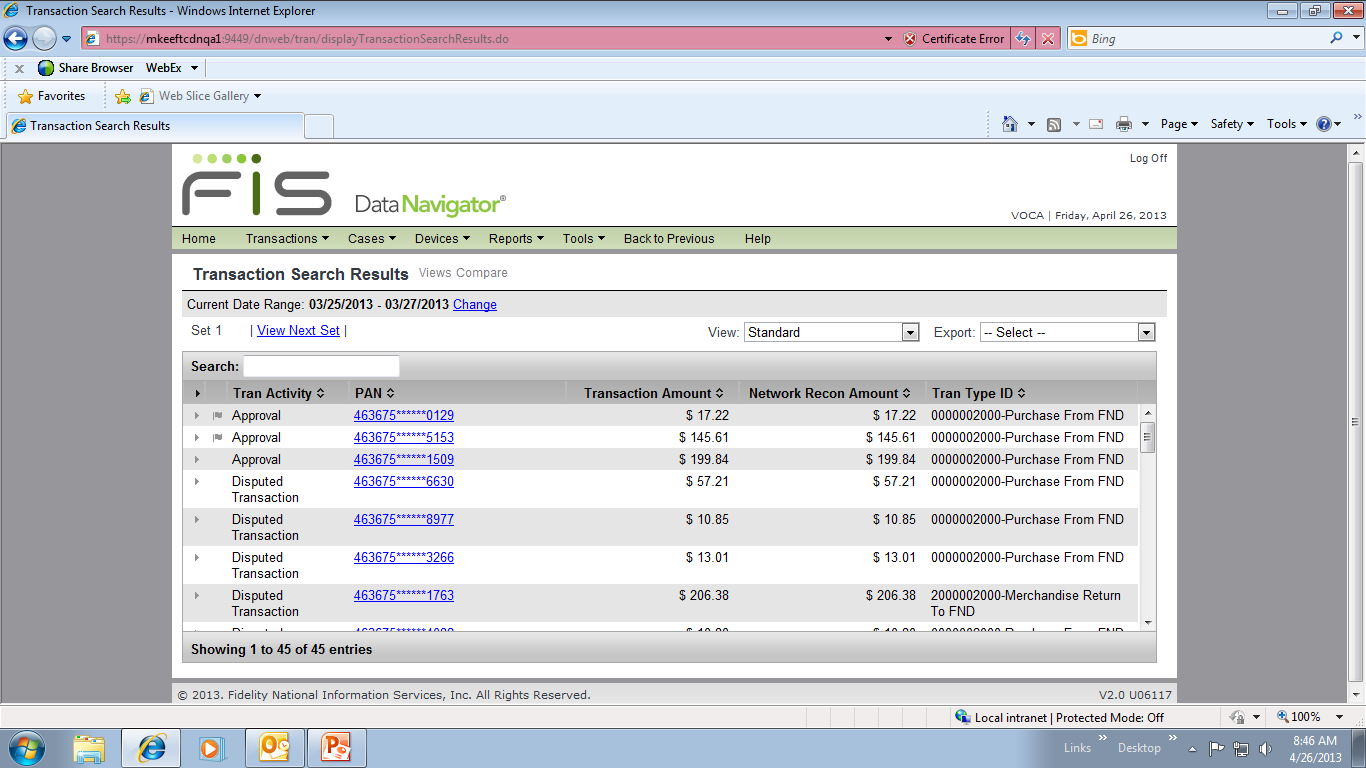 Transaction Search Results - Windows Internet Explorer
https://mkeeftcdnqa1:9449/dnweb/tran/displayTransactionSearchResults.do
Certificate Error
Bing
x Share Browser WebEx
Favorites Web Slice Gallery
Transaction Search Results
Page Safety Tools
Log Off
FIS DataNavigator®
VOCA | Friday, April 26, 2013
Home Transactions Cases Devices Reports Tools Back to Previous Help
Transaction Search Results Views Compare
Current Date Range: 03/25/2013 - 03/27/2013 Change
Set 1 | View Next Set | View: Standard Export: -- Select --
Search:
Tran Activity PAN Transaction Amount Network Recon Amount Tran Type ID
Approval 463675******0129 $ 17.22 $ 17.22 0000002000-Purchase From FND
Approval 463675******5153 $ 145.61 $ 145.61 0000002000-Purchase From FND
Approval 463675******1509 $ 199.84 $ 199.84 0000002000-Purchase From FND
Disputed 463675******6630 $ 57.21 $ 57.21 0000002000-Purchase From FND
Transaction
Disputed 463675******8977 $ 10.85 $ 10.85 0000002000-Purchase From FND
Transaction
Disputed 463675******3266 $ 13.01 $ 13.01 0000002000-Purchase From FND
Transaction
Disputed 463675******1763 $ 206.38 $ 206.38 2000002000-Merchandise Return
Transaction To FND
Showing 1 to 45 of 45 entries
© 2013. Fidelity National Information Services, Inc. All Rights Reserved. V2.0 U06117
Local intranet | Protected Mode: Off 100%
Links Desktop 8:46 AM
4/26/2013